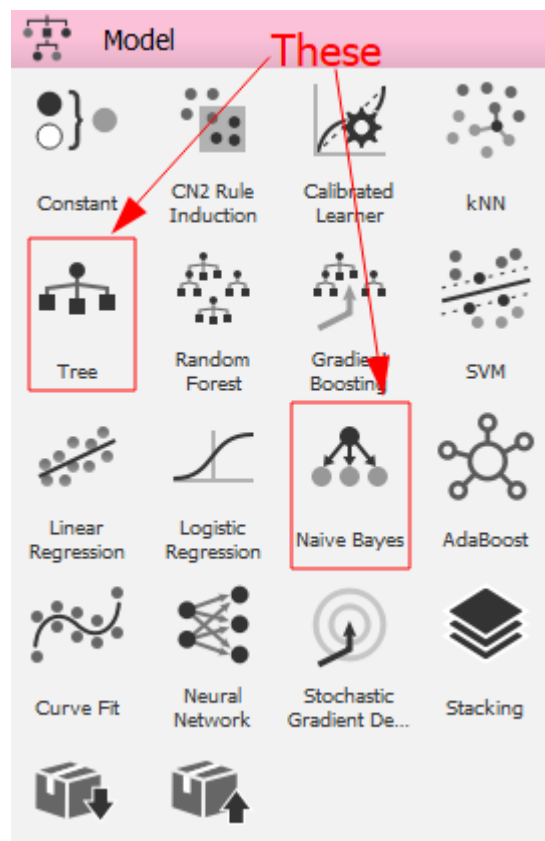 Model
These
Constant
CN2 Rule
Induction
Calibrated
Learner
kNN
Tree
Random
Forest
Gradient
Boosting
SVM
Linear
Regression
Logistic
Regression
Naive Bayes
AdaBoost
Curve Fit
Neural
Network
Stochastic
Gradient De...
Stacking